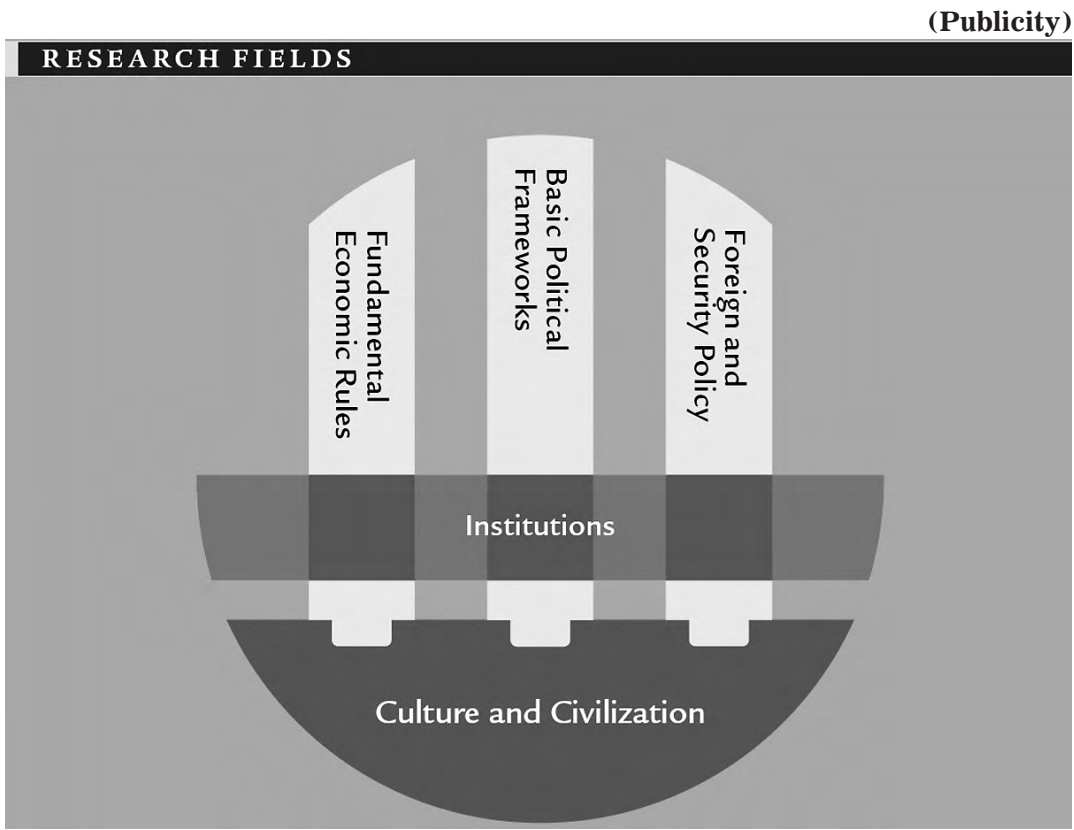 (Publicity)
RESEARCH FIELDS
Fundamental
Economic Rules
Basic Political
Frameworks
Foreign and
Security Policy
Institutions
Culture and Civilization